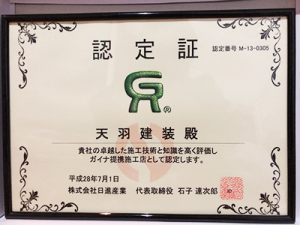 認定証
認定番号 M-13-0305
GR®
天羽建装殿
貴社の卓越した施工技術と知識を高く評価し
ガイナ提携施工店として認定します。
平成28年7月1日
株式会社日進産業 代表取締役 石子 達次郎